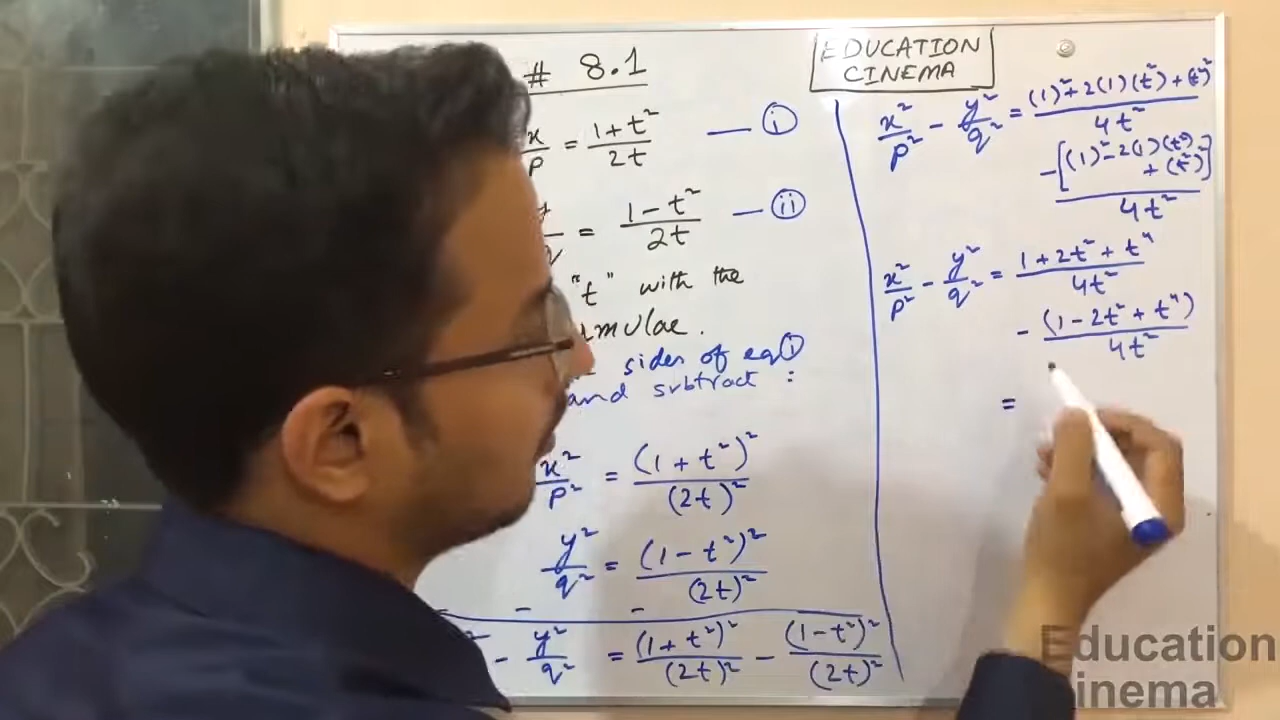 # 8.1
x/p = (1+t²)/2t — (i)
= (1-t²)/2t — (ii)
"t" with the
sides of eq (i)
and subtract :
x²/p² = (1+t²)²/(2t)²
y²/q² = (1-t²)²/(2t)²
- - -
- y²/q² = (1+t²)²/(2t)² - (1-t²)²/(2t)²
EDUCATION
CINEMA
x²/p² - y²/q² = ((1)²+2(1)(t²)+(t²)²)/4t²
-[(1)²-2(1)(t²)+(t²)²]/4t²
x²/p² - y²/q² = (1+2t²+t⁴)/4t²
-(1-2t²+t⁴)/4t²
=
Education
inema